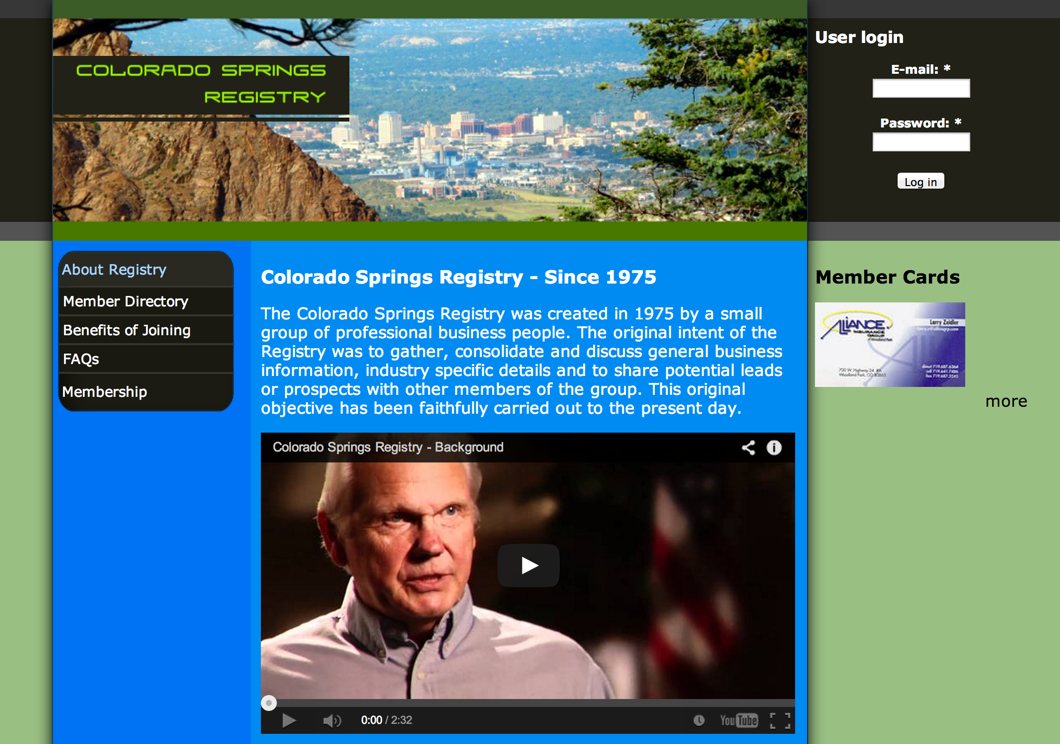 COLORADO SPRINGS
REGISTRY
User login
E-mail: *
Password: *
Log in
About Registry
Member Directory
Benefits of Joining
FAQs
Membership
Colorado Springs Registry - Since 1975
The Colorado Springs Registry was created in 1975 by a small
group of professional business people. The original intent of the
Registry was to gather, consolidate and discuss general business
information, industry specific details and to share potential leads
or prospects with other members of the group. This original
objective has been faithfully carried out to the present day.
Colorado Springs Registry - Background
0:00 / 2:32
YouTube
Member Cards
ALLIANCE
INSURANCE
GROUP
Larry Zeidler
more